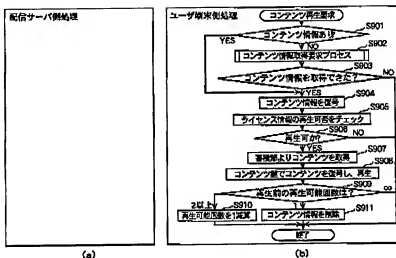 配信サーバ側処理
ユーザ端末側処理
コンテンツ再生要求
S901
コンテンツ情報あり?
YES
NO
S902
コンテンツ情報取得要求プロセス
S903
コンテンツ情報を取得できた?
NO
YES
S904
コンテンツ情報を復号
S905
ライセンス情報の再生可否をチェック
S906
再生可か?
NO
YES
S907
蓄積部よりコンテンツを取得
S908
コンテンツ鍵でコンテンツを復号し、再生
S909
再生前の再生可能回数は?
∞
2以上
S910
1
S911
再生可能回数を1減算
コンテンツ情報を削除
終了
(a)
(b)